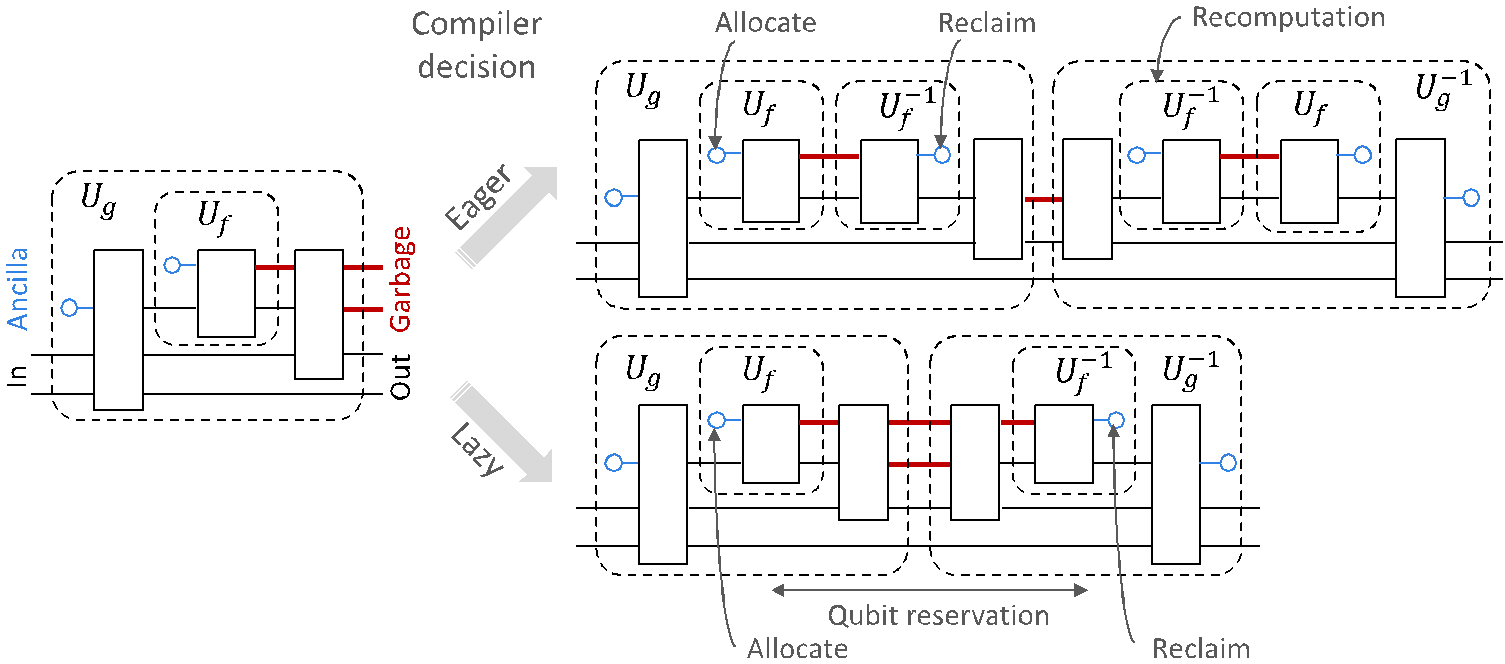 Compiler
decision
Allocate
Reclaim
Recomputation
U_g
U_f
U_f^{-1}
U_f^{-1}
U_f
U_g^{-1}
Eager
U_g
U_f
Ancilla
In
Garbage
Out
Lazy
U_g
U_f
U_f^{-1}
U_g^{-1}
Qubit reservation
Allocate
Reclaim